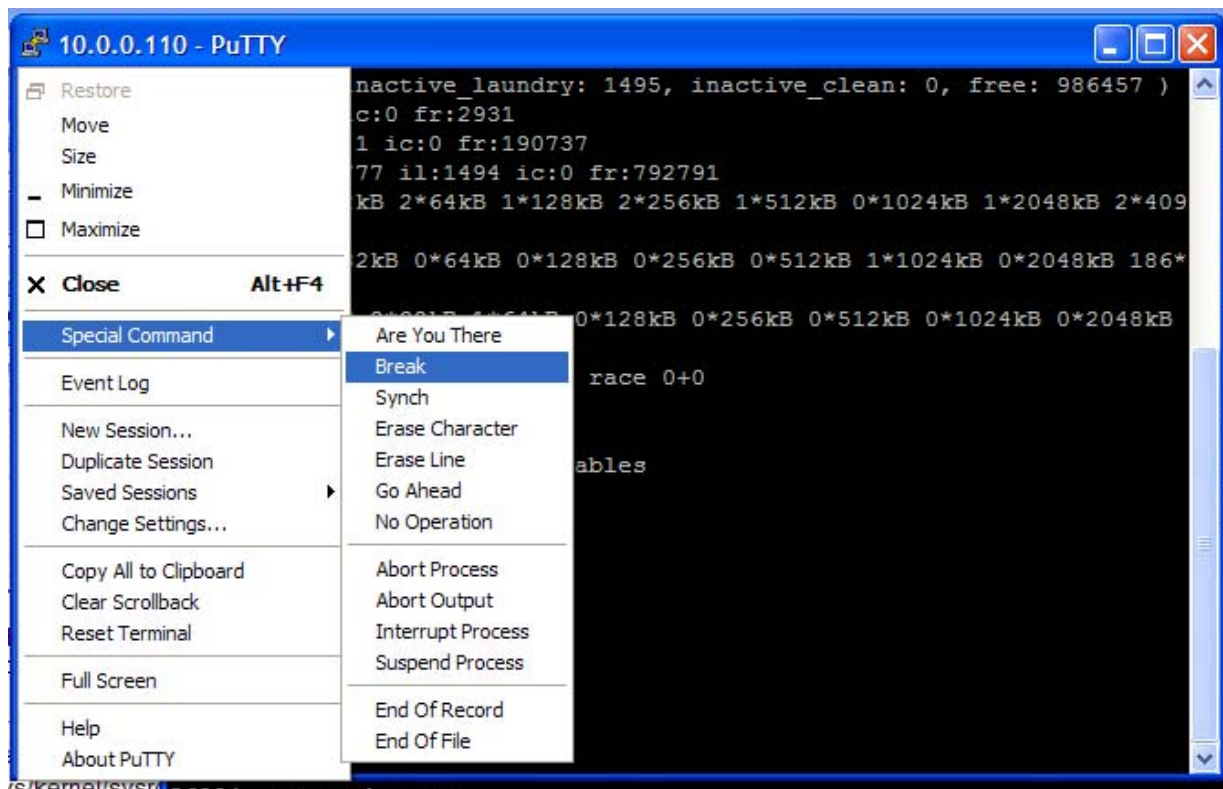 10.0.0.110 - PuTTY
Restore
Move
Size
Minimize
Maximize
Close Alt+F4
Special Command
Event Log
New Session...
Duplicate Session
Saved Sessions
Change Settings...
Copy All to Clipboard
Clear Scrollback
Reset Terminal
Full Screen
Help
About PuTTY
Are You There
Break
Synch
Erase Character
Erase Line
Go Ahead
No Operation
Abort Process
Abort Output
Interrupt Process
Suspend Process
End Of Record
End Of File
nactive_laundry: 1495, inactive_clean: 0, free: 986457 )
c:0 fr:2931
1 ic:0 fr:190737
77 il:1494 ic:0 fr:792791
kB 2*64kB 1*128kB 2*256kB 1*512kB 0*1024kB 1*2048kB 2*409
2kB 0*64kB 0*128kB 0*256kB 0*512kB 1*1024kB 0*2048kB 186*
0*128kB 0*256kB 0*512kB 0*1024kB 0*2048kB
race 0+0
ables